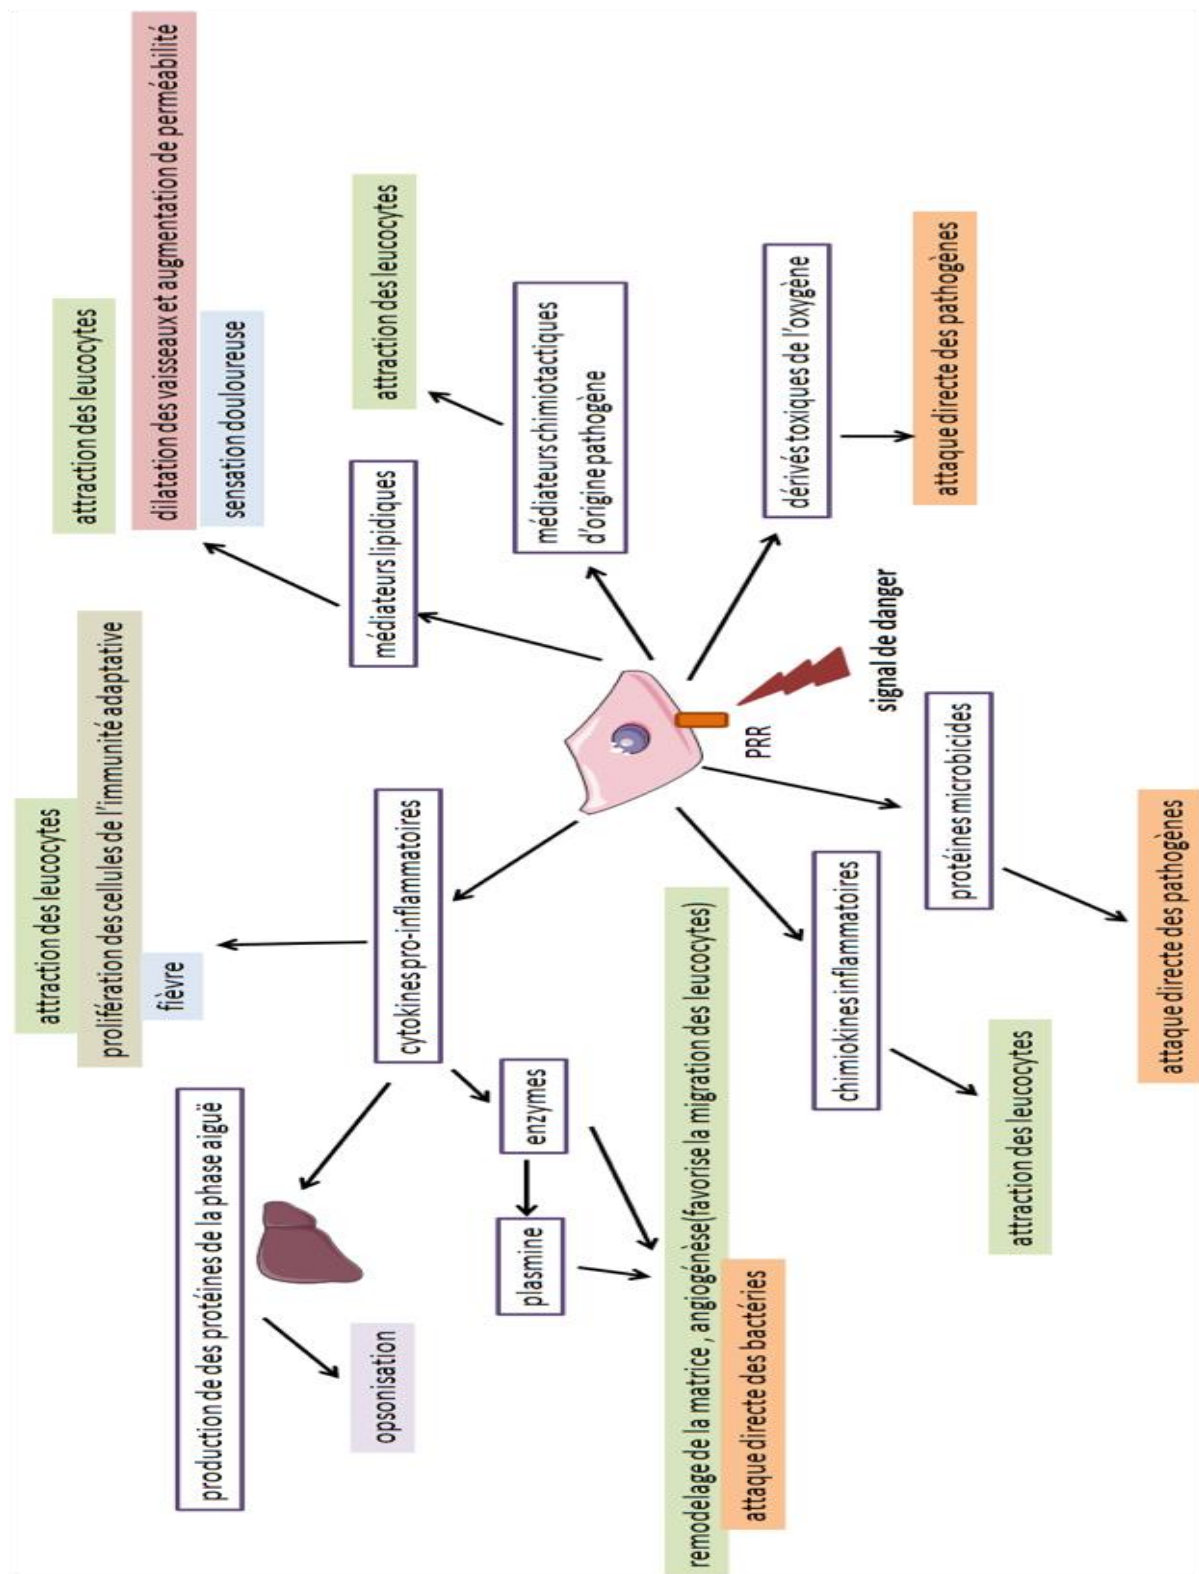 attraction des leucocytes
prolifération des cellules de l'immunité adaptative
fièvre
attraction des leucocytes
dilatation des vaisseaux et augmentation de perméabilité
sensation douloureuse
production de des protéines de la phase aiguë
opsonisation
cytokines pro-inflammatoires
médiateurs lipidiques
attraction des leucocytes
enzymes
plasmine
médiateurs chimiotactiques
d'origine pathogène
remodelage de la matrice , angiogénèse(favorise la migration des leucocytes)
attaque directe des bactéries
PRR
signal de danger
dérivés toxiques de l'oxygène
chimiokines inflammatoires
protéines microbicides
attaque directe des pathogènes
attraction des leucocytes
attaque directe des pathogènes